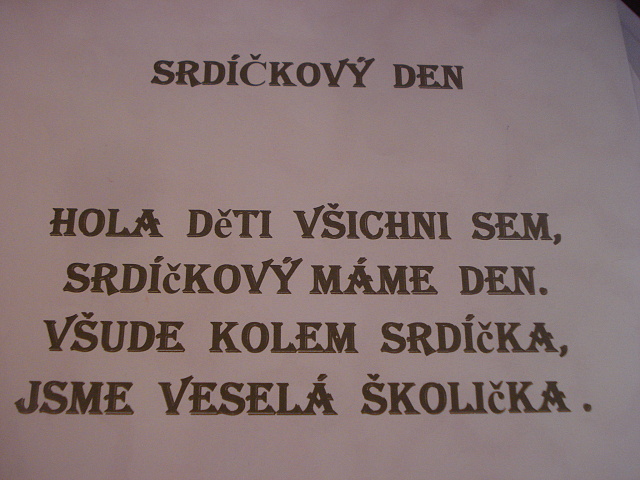 SRDÍČKOVÝ DEN
HOLA DěTI VŠICHNI SEM,
SRDÍčKOVÝ MÁME DEN.
VŠUDE KOLEM SRDÍčKA,
JSME VESELÁ ŠKOLIčKA .